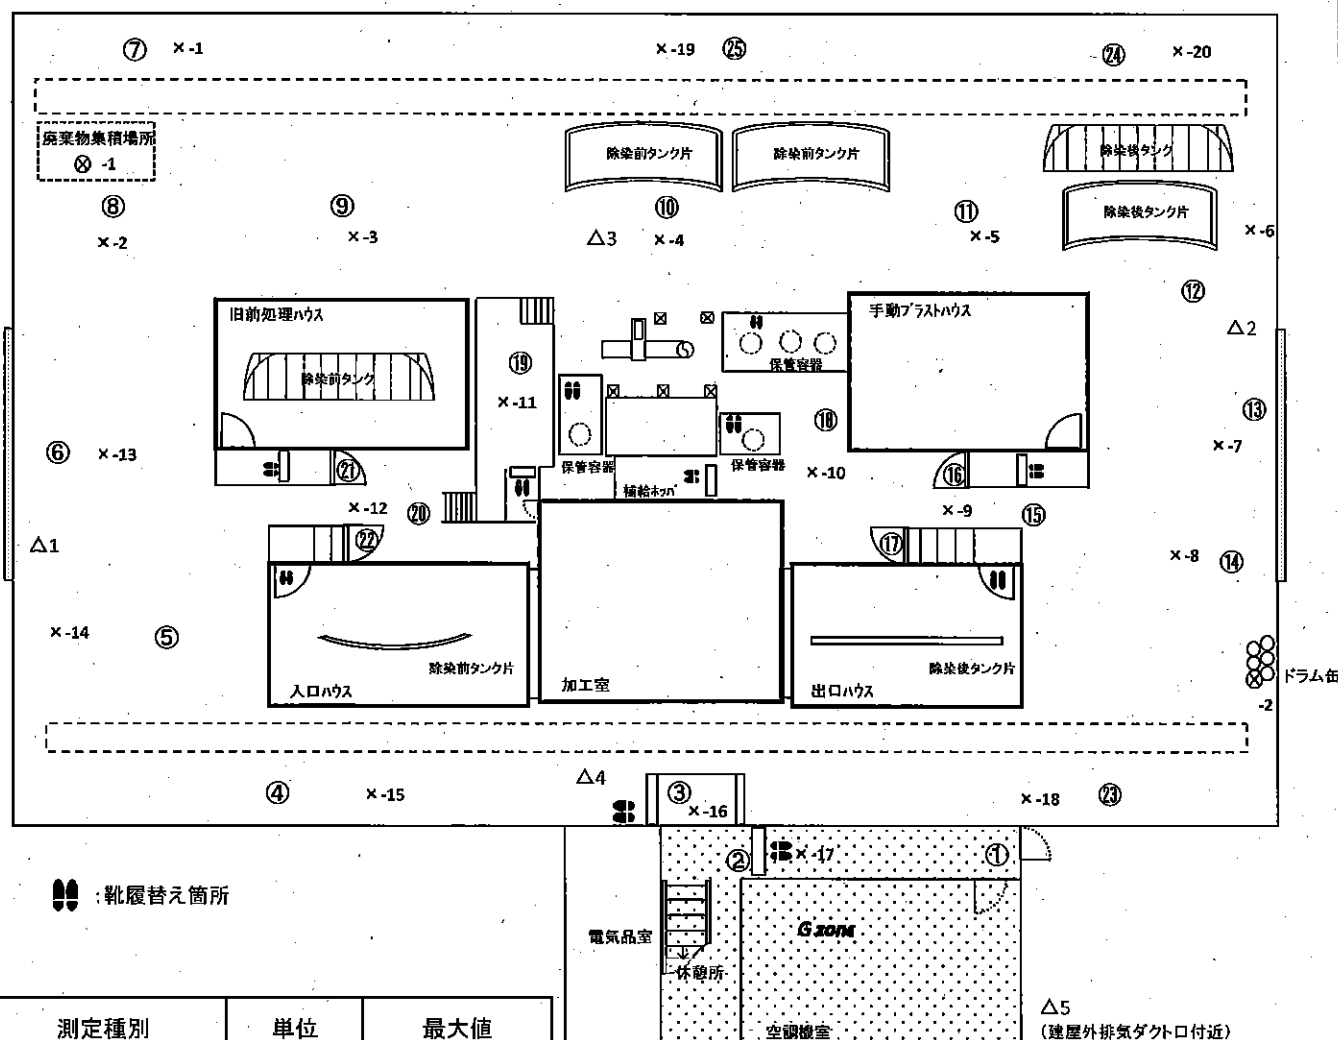 ⑦ ×-1 ×-19 ㉕ ㉔ ×-20
廃棄物集積場所
⊗ -1
除染前タンク片 除染前タンク片 除染後タンク
除染後タンク片
⑧ ⑨ ⑩ ⑪
×-2 ×-3 △3 ×-4 ×-5 ×-6
⑫
旧前処理ハウス 手動ブラストハウス
△2
除染前タンク
⑲
保管容器
×-11
⑱ ⑬
⑥ ×-13 ×-7
㉑ 保管容器 保管容器 ×-10 ⑯
補給ホッパ
×-12 ⑳ ×-9 ⑮
△1 ㉒ ⑰ ×-8 ⑭
×-14 ⑤
除染前タンク片 除染後タンク片
入口ハウス 加工室 出口ハウス
ドラム缶
-2
④ ×-15 △4 ③ ×-16 ×-18 ㉓
② ×-17 ①
:靴履替え箇所
電気品室 G zone
休憩所
測定種別 単位 最大値
空調機室
△5
(建屋外排気ダクト口付近)